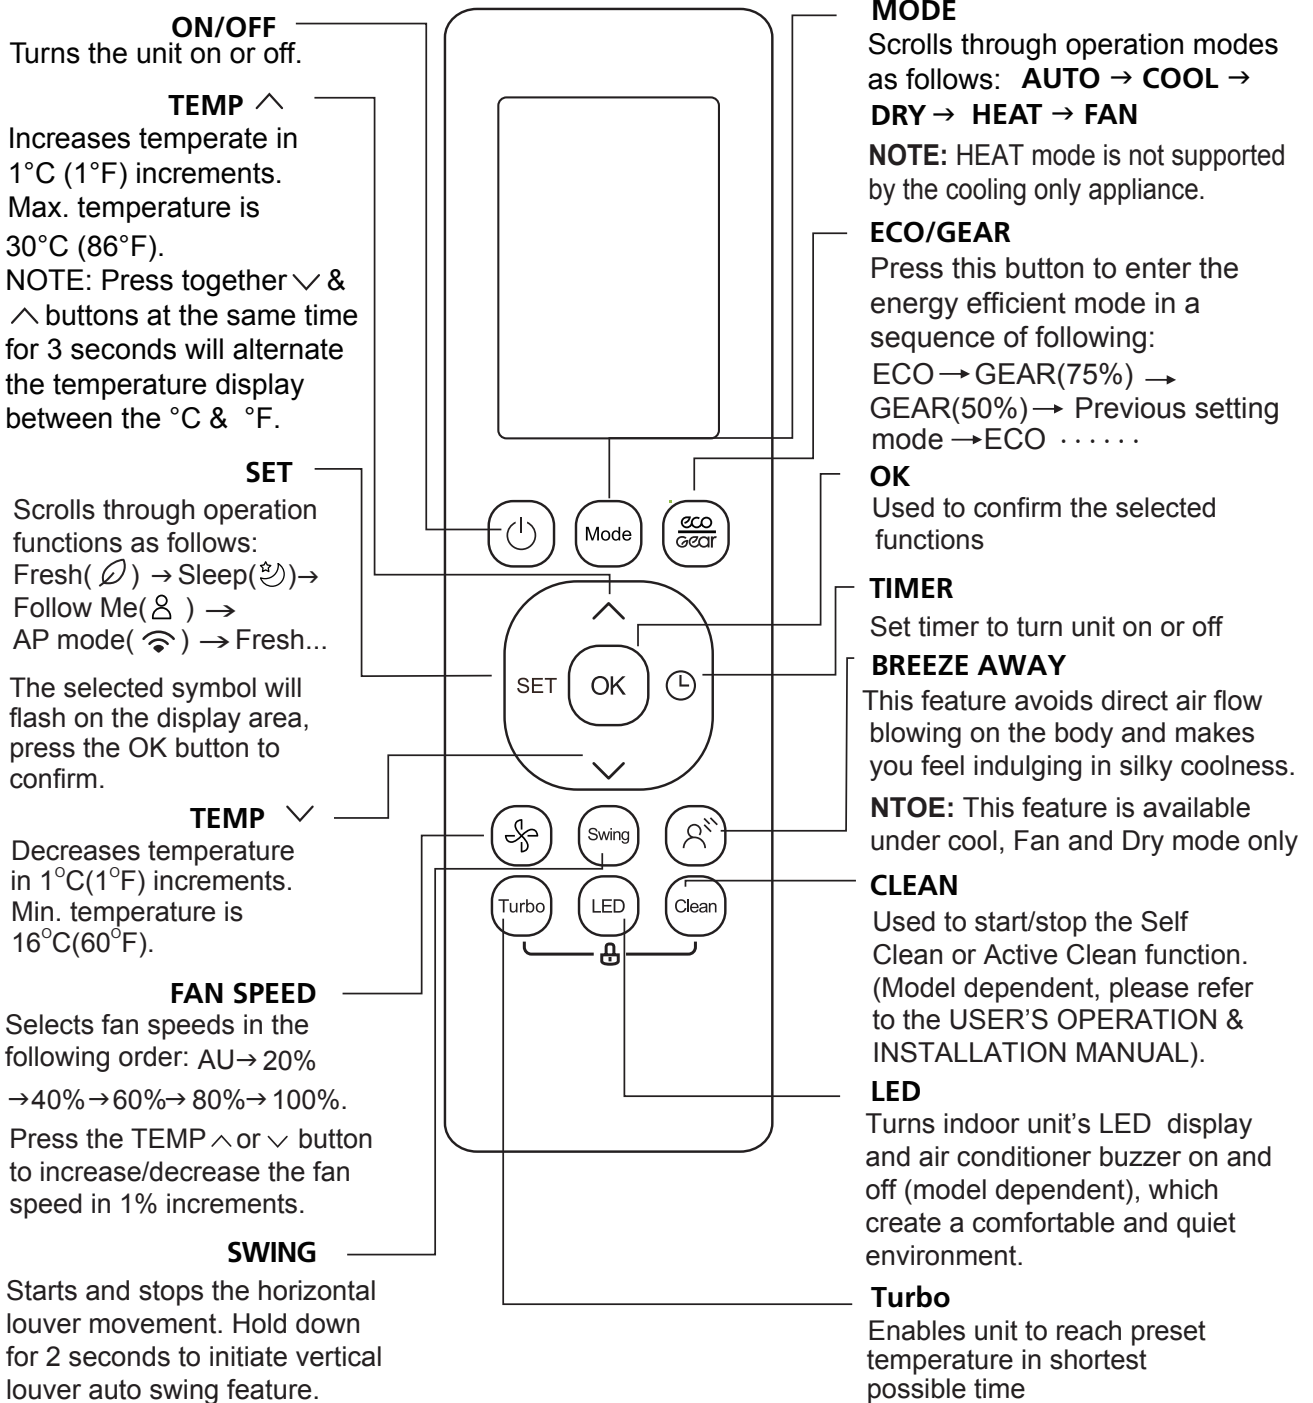 ON/OFF
Turns the unit on or off.
TEMP ∧
Increases temperate in
1°C (1°F) increments.
Max. temperature is
30°C (86°F).
NOTE: Press together ∨ &
∧ buttons at the same time
for 3 seconds will alternate
the temperature display
between the °C & °F.
SET
Scrolls through operation
functions as follows:
Fresh( ) → Sleep( ) →
Follow Me( ) →
AP mode( ) → Fresh...
The selected symbol will
flash on the display area,
press the OK button to
confirm.
TEMP ∨
Decreases temperature
in 1°C(1°F) increments.
Min. temperature is
16°C(60°F).
FAN SPEED
Selects fan speeds in the
following order: AU→ 20%
→40%→60%→ 80%→100%.
Press the TEMP ∧ or ∨ button
to increase/decrease the fan
speed in 1% increments.
SWING
Starts and stops the horizontal
louver movement. Hold down
for 2 seconds to initiate vertical
louver auto swing feature.
Mode
eco
Gear
SET
OK
Swing
Turbo
LED
Clean
MODE
Scrolls through operation modes
as follows: AUTO → COOL →
DRY → HEAT → FAN
NOTE: HEAT mode is not supported
by the cooling only appliance.
ECO/GEAR
Press this button to enter the
energy efficient mode in a
sequence of following:
ECO → GEAR(75%) →
GEAR(50%) → Previous setting
mode → ECO ······
OK
Used to confirm the selected
functions
TIMER
Set timer to turn unit on or off
BREEZE AWAY
This feature avoids direct air flow
blowing on the body and makes
you feel indulging in silky coolness.
NTOE: This feature is available
under cool, Fan and Dry mode only
CLEAN
Used to start/stop the Self
Clean or Active Clean function.
(Model dependent, please refer
to the USER'S OPERATION &
INSTALLATION MANUAL).
LED
Turns indoor unit's LED display
and air conditioner buzzer on and
off (model dependent), which
create a comfortable and quiet
environment.
Turbo
Enables unit to reach preset
temperature in shortest
possible time